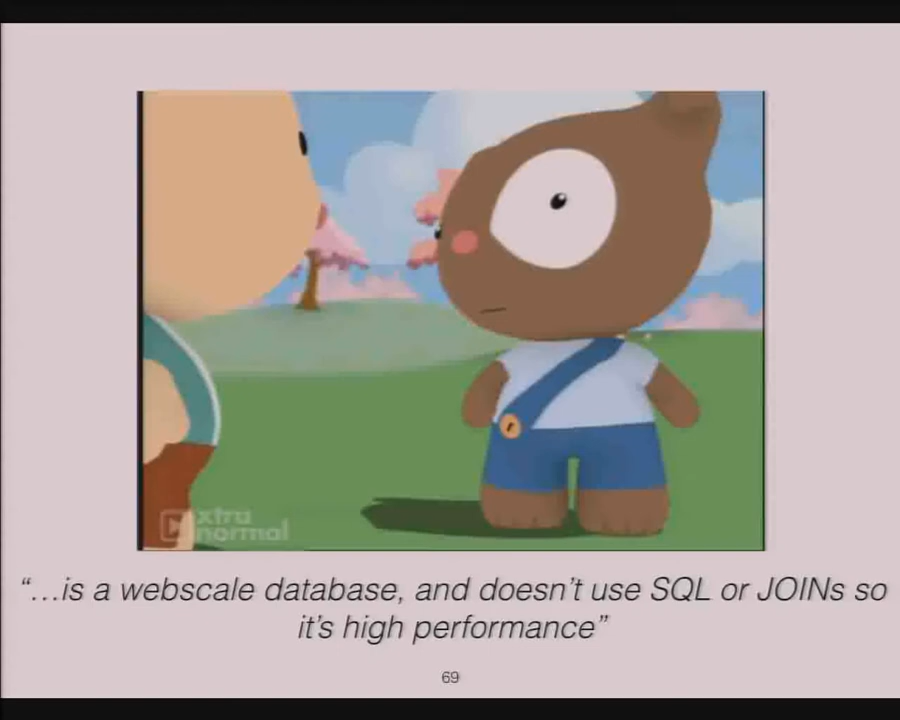 xtra
normal
“…is a webscale database, and doesn’t use SQL or JOINs so
it’s high performance”
69